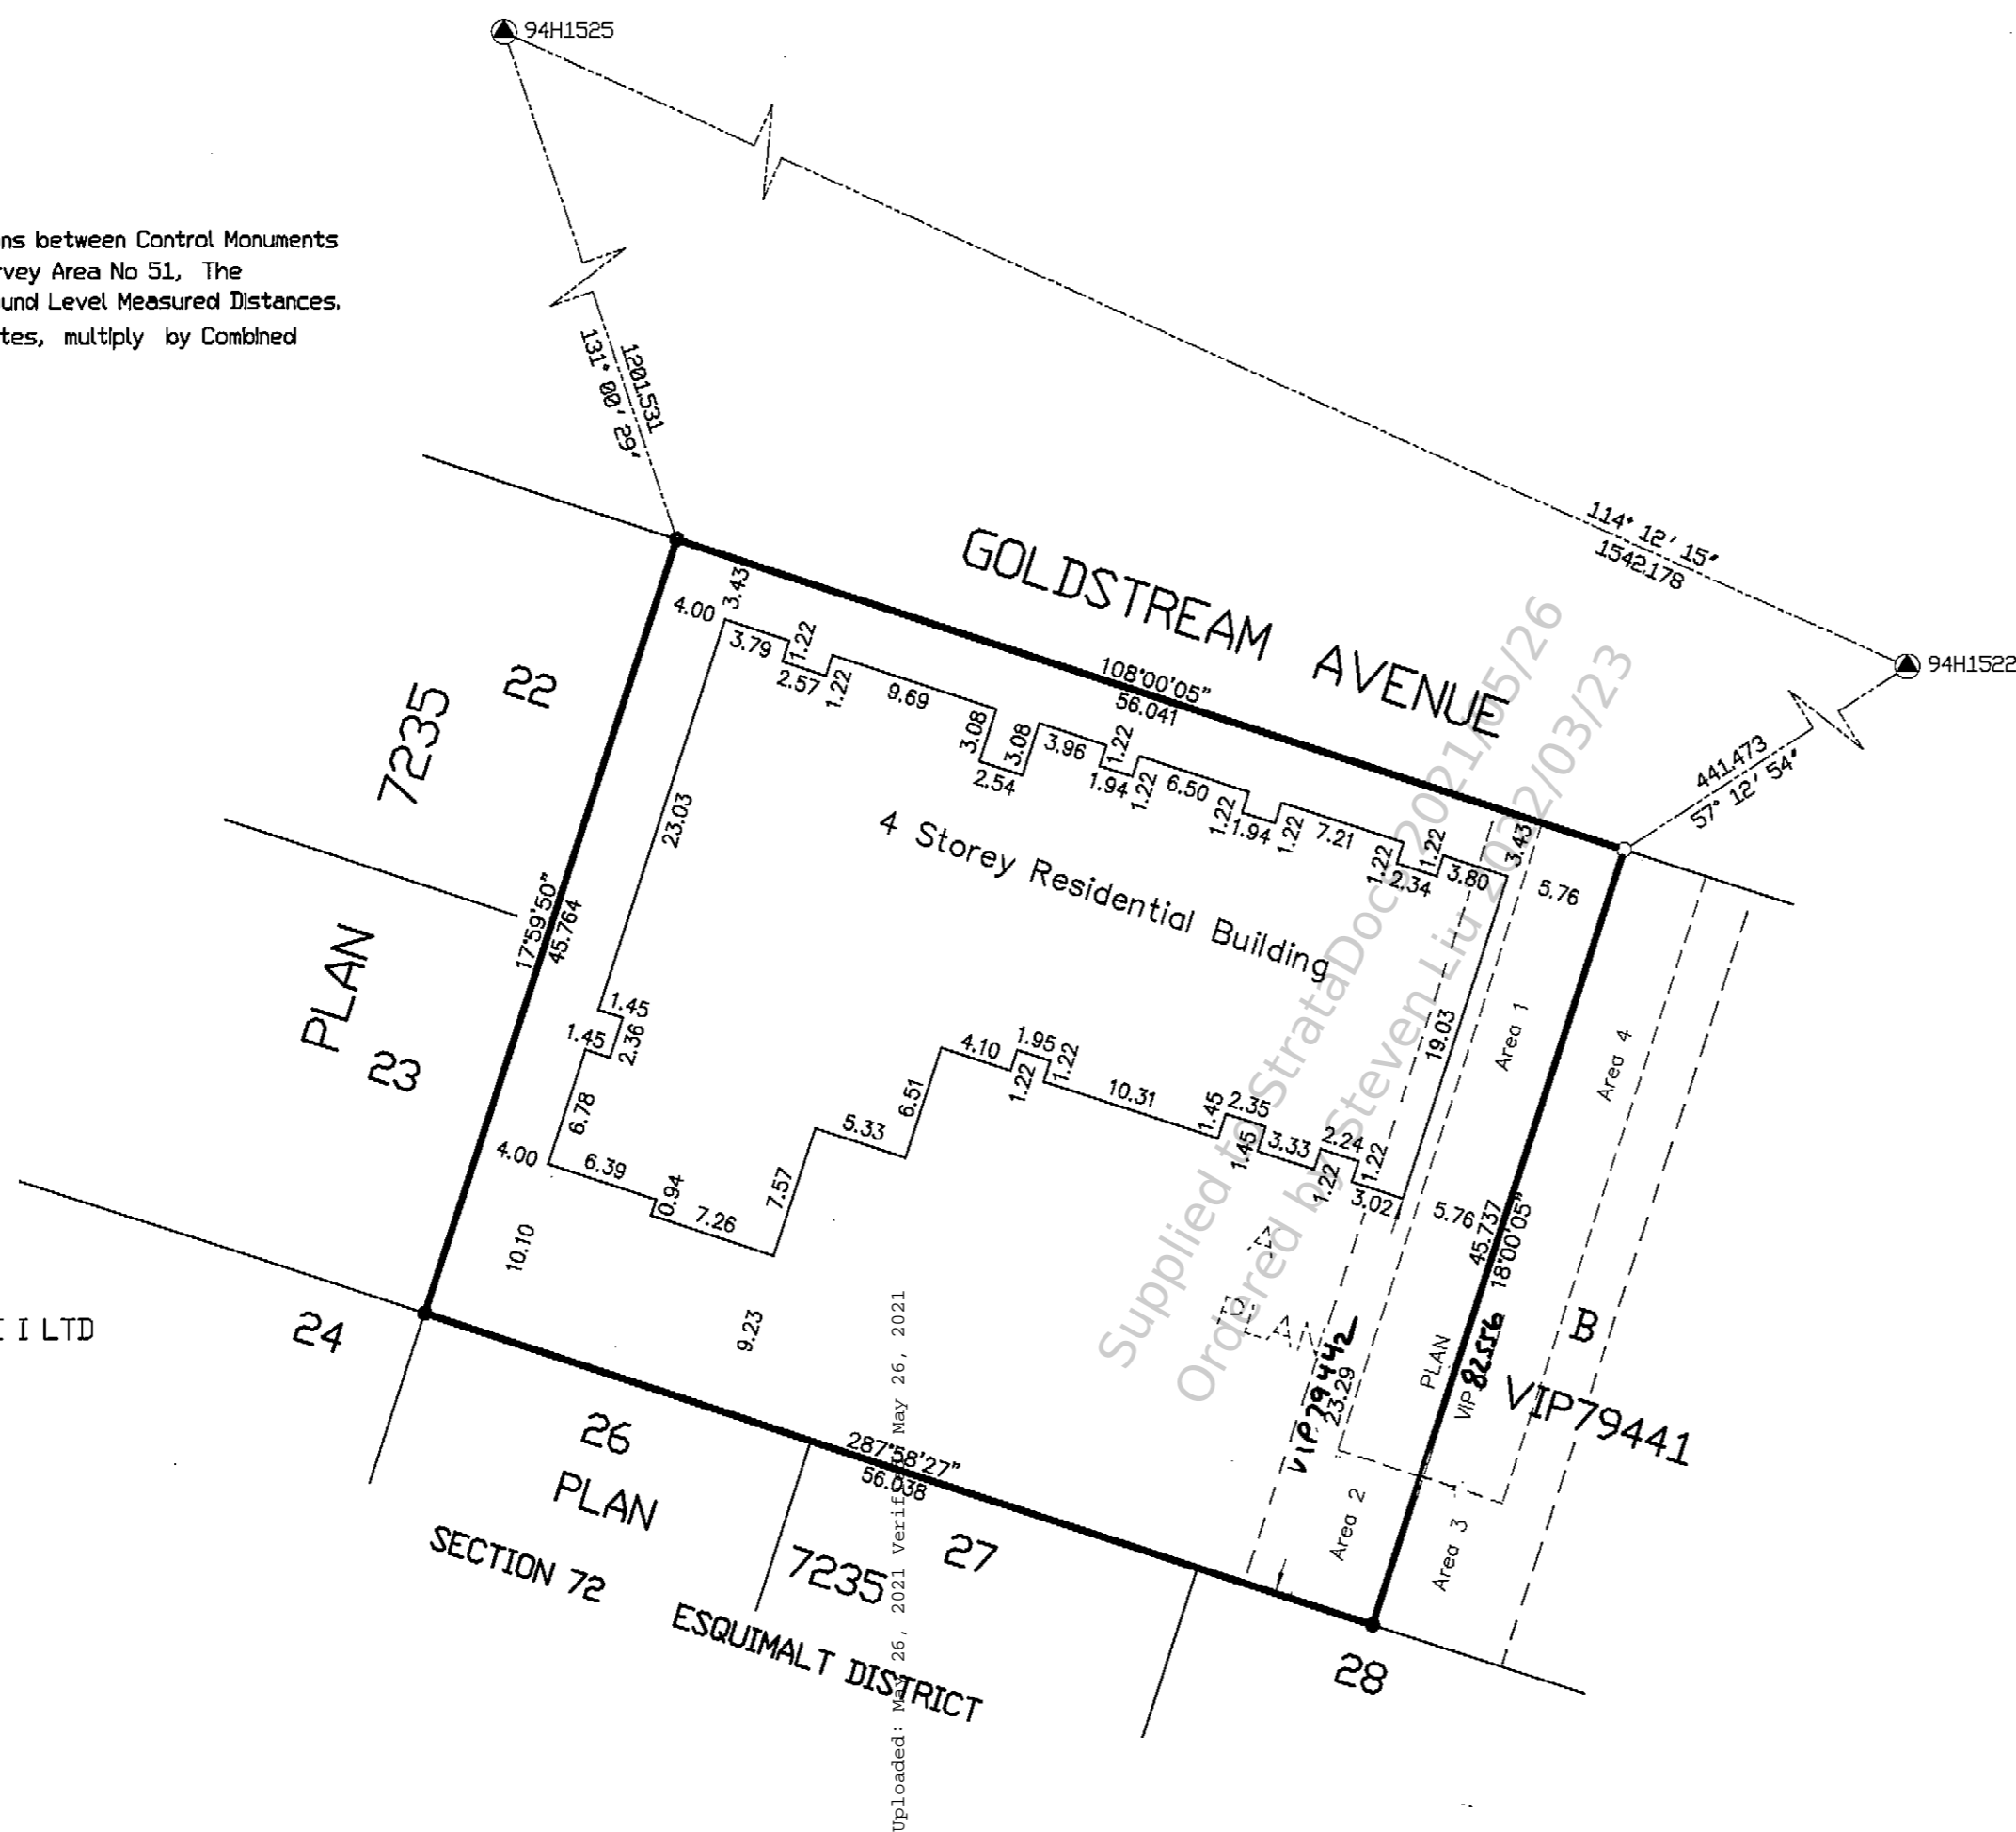 94H1525
ns between Control Monuments
rvey Area No 51, The
und Level Measured Distances.
tes, multiply by Combined
1201.531
131° 00' 29"
114° 12' 15"
1542.178
94H1522
441.473
57° 12' 54"
GOLDSTREAM AVENUE
108°00'05"
56.041
22
7235
PLAN
23
17°59'50"
45.764
4.00
3.43
3.79
1.22
2.57
1.22
9.69
3.08
2.54
3.08
3.96
1.22
1.94
1.22
6.50
1.22
1.94
1.22
7.21
1.22
2.34
1.22
3.80
3.43
5.76
4 Storey Residential Building
23.03
1.45
1.45
2.36
6.78
4.00
6.39
0.94
7.26
7.57
5.33
6.51
4.10
1.22
1.95
1.22
10.31
1.45
2.35
1.45
3.33
1.22
2.24
1.22
3.02
19.03
5.76
Area 1
Area 4
45.737
18°00'05"
10.10
9.23
A
PLAN
VIP79442
23.29
PLAN
VIP 82556
B
VIP79441
Area 2
Area 3
E I LTD
24
26
PLAN
287°58'27"
56.038
SECTION 72
7235
27
ESQUIMALT DISTRICT
28
Supplied to StrataDocs 2021/05/26
Ordered by Steven Liu 2022/03/23
Uploaded: May 26, 2021 Verified: May 26, 2021